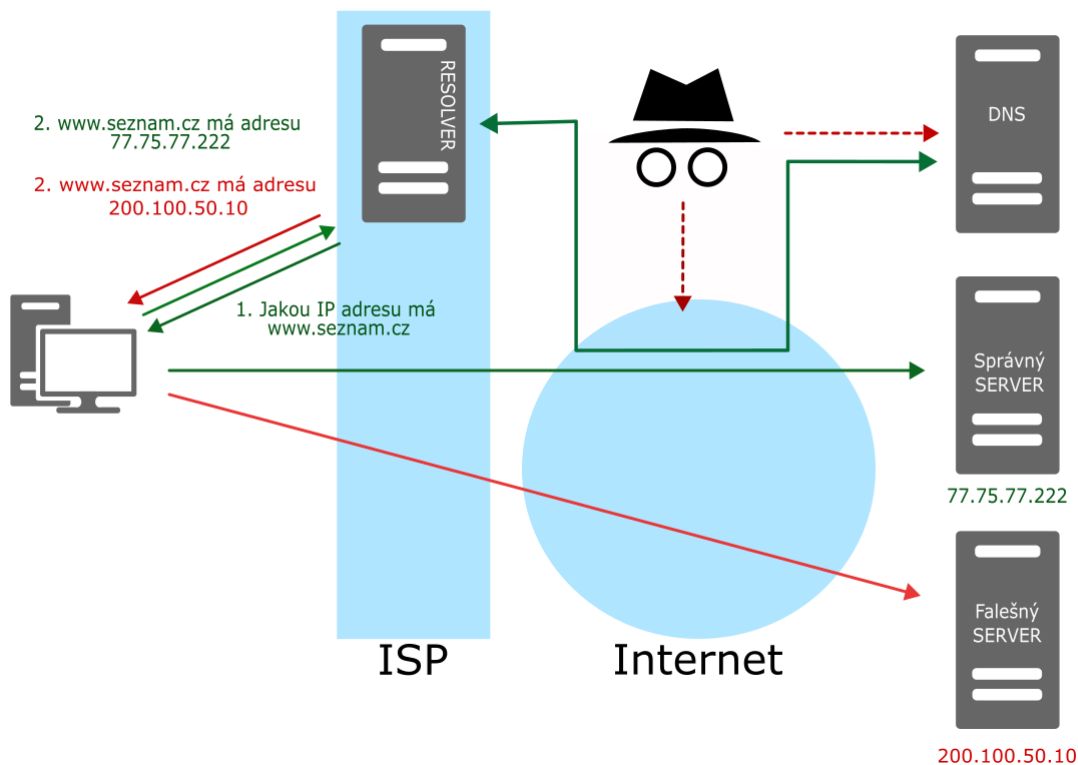 RESOLVER
DNS
2. www.seznam.cz má adresu
77.75.77.222
2. www.seznam.cz má adresu
200.100.50.10
1. Jakou IP adresu má
www.seznam.cz
Správný
SERVER
77.75.77.222
Falešný
SERVER
ISP
Internet
200.100.50.10